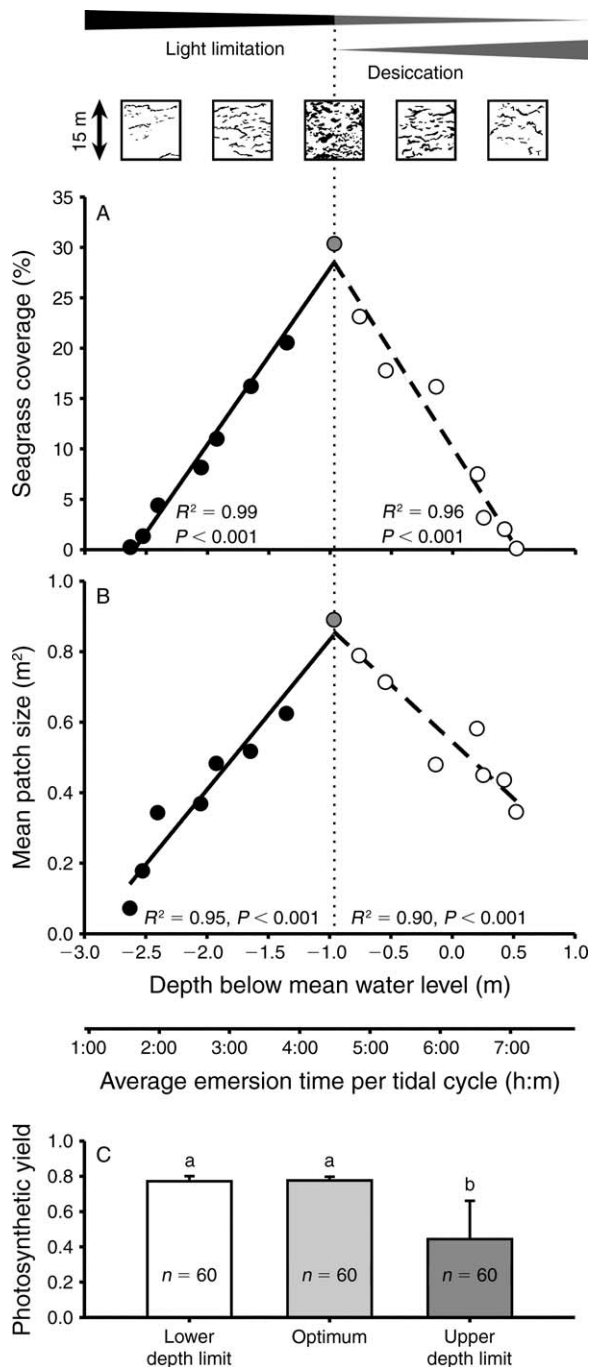 Light limitation
Desiccation
15 m
A
35
30
25
20
15
10
5
0
Seagrass coverage (%)
R² = 0.99
P < 0.001
R² = 0.96
P < 0.001
B
1.0
0.8
0.6
0.4
0.2
0.0
Mean patch size (m²)
R² = 0.95, P < 0.001
R² = 0.90, P < 0.001
−3.0 −2.5 −2.0 −1.5 −1.0 −0.5 0.0 0.5 1.0
Depth below mean water level (m)
1:00 2:00 3:00 4:00 5:00 6:00 7:00
Average emersion time per tidal cycle (h:m)
C
1.0
0.8
0.6
0.4
0.2
0.0
Photosynthetic yield
a a b
n = 60 n = 60 n = 60
Lower depth limit
Optimum
Upper depth limit